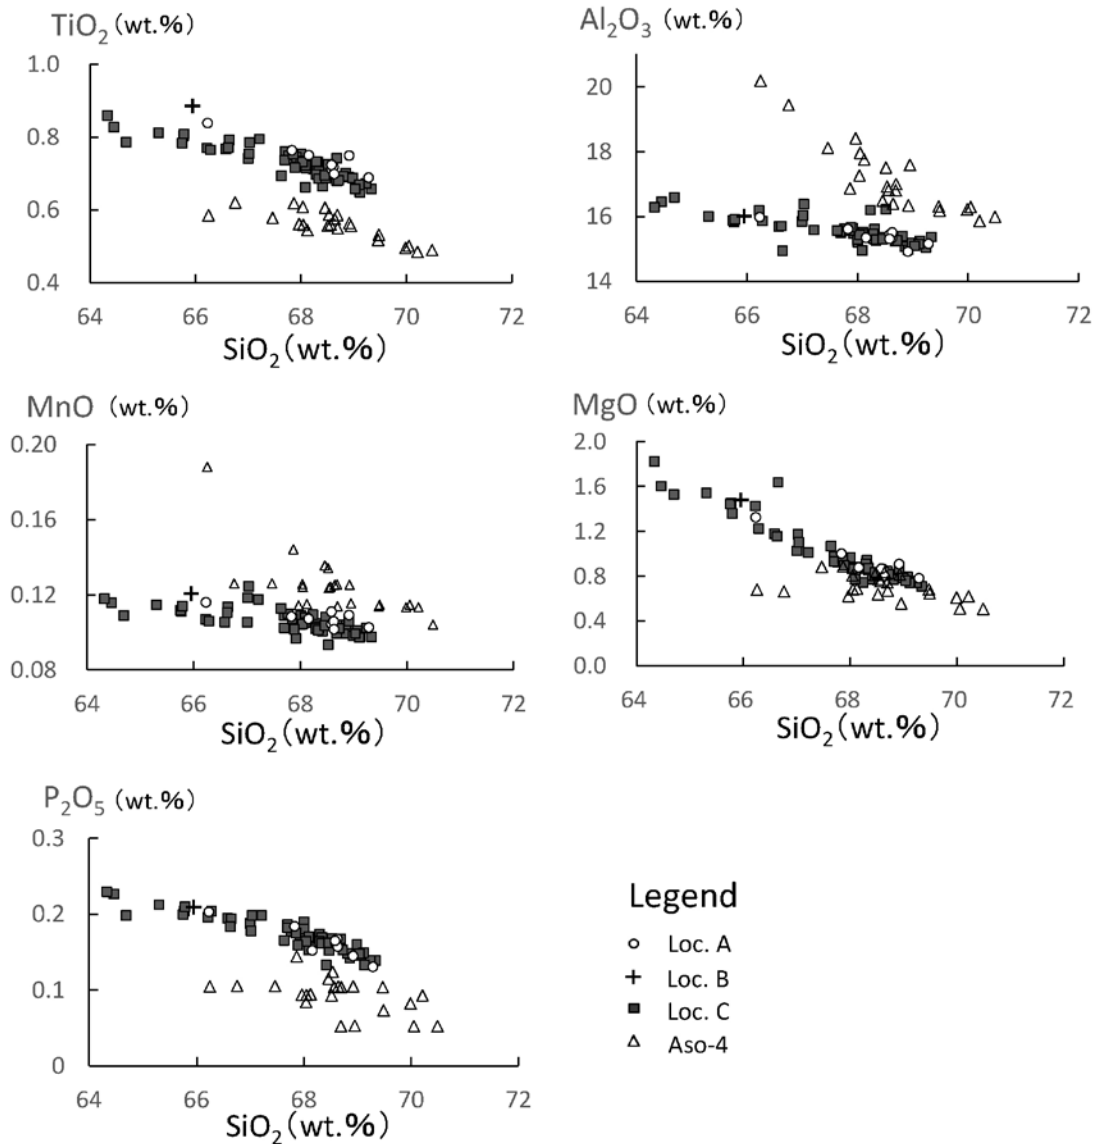 TiO₂ (wt.%)
1.0
0.8
0.6
0.4
64 66 68 70 72
SiO₂(wt.%)
Al₂O₃ (wt.%)
20
18
16
14
64 66 68 70 72
SiO₂(wt.%)
MnO (wt.%)
0.20
0.16
0.12
0.08
64 66 68 70 72
SiO₂(wt.%)
MgO (wt.%)
2.0
1.6
1.2
0.8
0.4
0.0
64 66 68 70 72
SiO₂(wt.%)
P₂O₅ (wt.%)
0.3
0.2
0.1
0
64 66 68 70 72
SiO₂(wt.%)
Legend
Loc. A
Loc. B
Loc. C
Aso-4